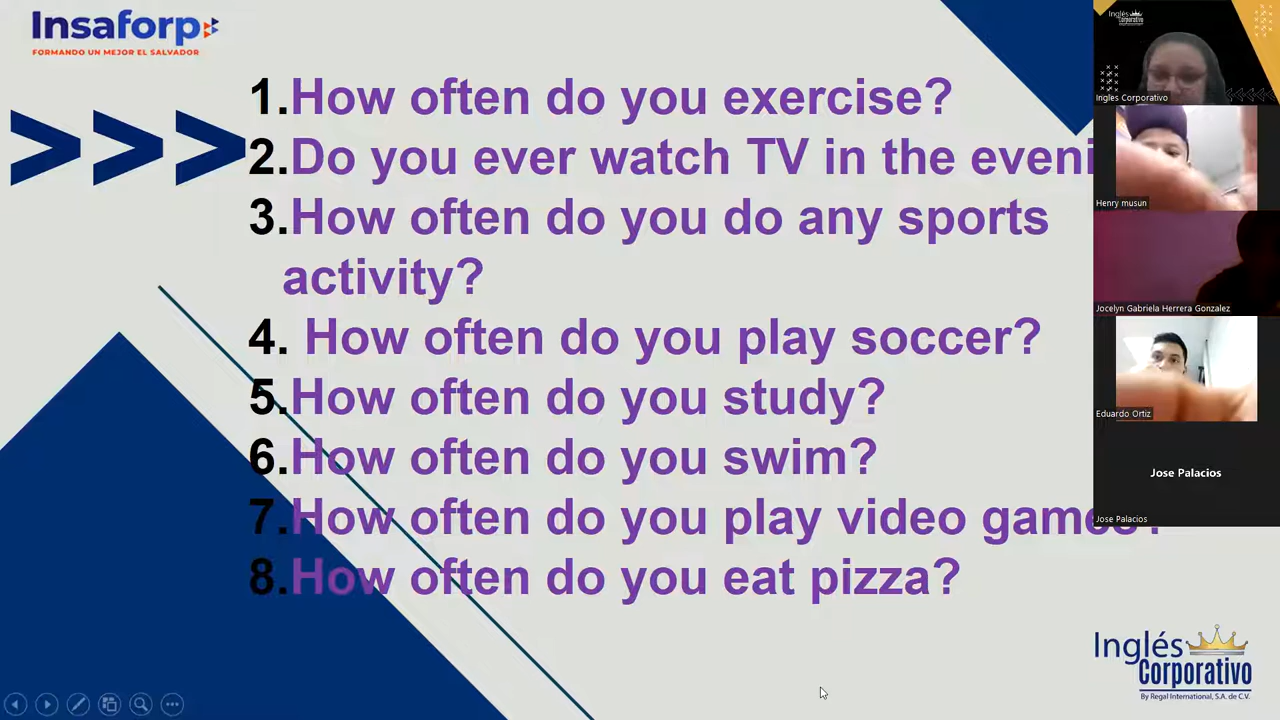 Insaforp
FORMANDO UN MEJOR EL SALVADOR
1.How often do you exercise?
2.Do you ever watch TV in the eveni
3.How often do you do any sports
activity?
4. How often do you play soccer?
5.How often do you study?
6.How often do you swim?
7.How often do you play video games?
8.How often do you eat pizza?
Inglés
Corporativo
Ingles Corporativo
Henry musun
Jocelyn Gabriela Herrera Gonzalez
Eduardo Ortiz
Jose Palacios
Jose Palacios
Inglés
Corporativo
By Regal International, S.A. de C.V.